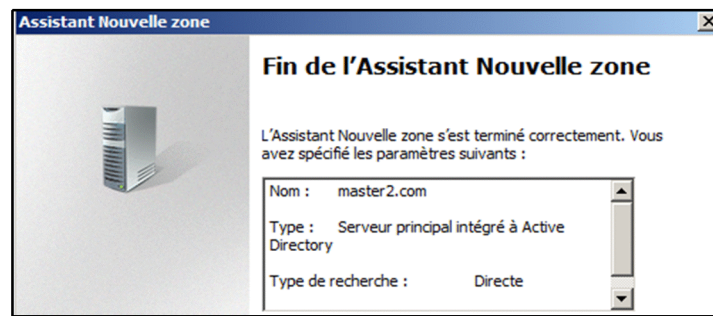 Assistant Nouvelle zone
Fin de l’Assistant Nouvelle zone
L’Assistant Nouvelle zone s’est terminé correctement. Vous
avez spécifié les paramètres suivants :
Nom : master2.com
Type : Serveur principal intégré à Active
Directory
Type de recherche : Directe